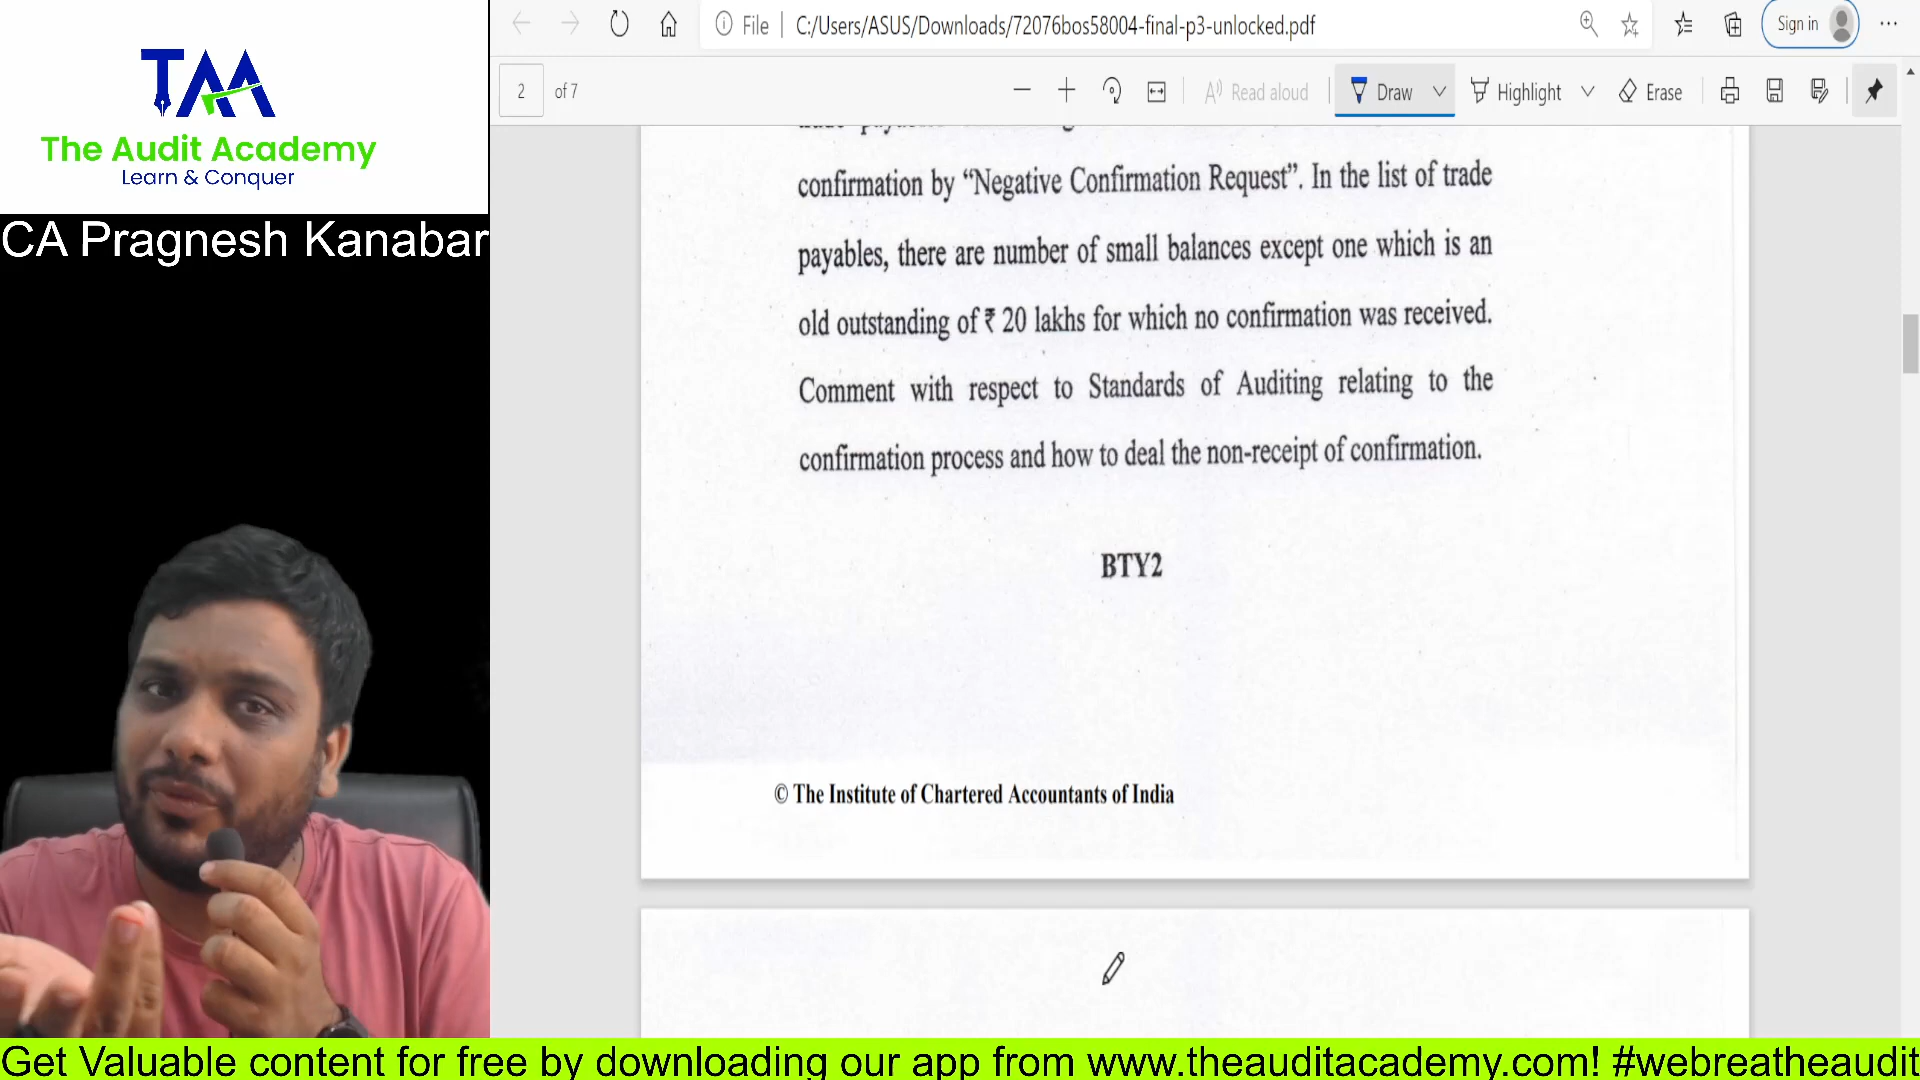 TAA
The Audit Academy
Learn & Conquer
CA Pragnesh Kanabar
File
C:/Users/ASUS/Downloads/72076bos58004-final-p3-unlocked.pdf
Sign in
2 of 7
Read aloud
Draw
Highlight
Erase
confirmation by “Negative Confirmation Request”. In the list of trade
payables, there are number of small balances except one which is an
old outstanding of ₹ 20 lakhs for which no confirmation was received.
Comment with respect to Standards of Auditing relating to the
confirmation process and how to deal the non-receipt of confirmation.
BTY2
© The Institute of Chartered Accountants of India
Get Valuable content for free by downloading our app from www.theauditacademy.com! #webreatheaudit